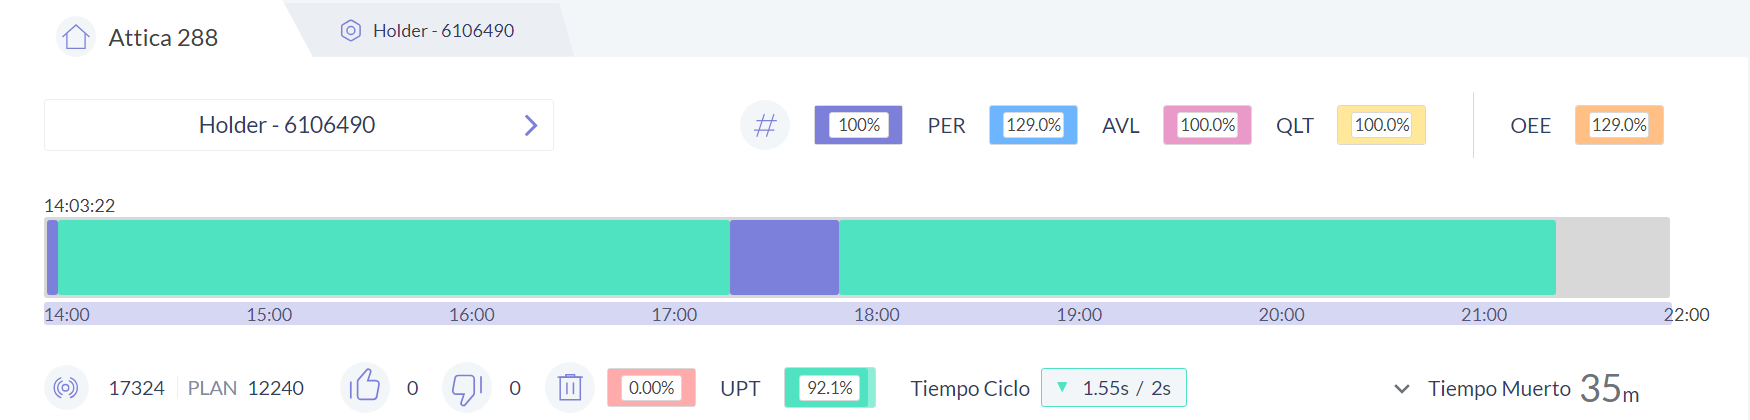 Attica 288
Holder - 6106490
Holder - 6106490
# 100% PER 129.0% AVL 100.0% QLT 100.0% OEE 129.0%
14:03:22
14:00 15:00 16:00 17:00 18:00 19:00 20:00 21:00 22:00
17324 PLAN 12240 0 0 0.00% UPT 92.1% Tiempo Ciclo ▼ 1.55s / 2s Tiempo Muerto 35m